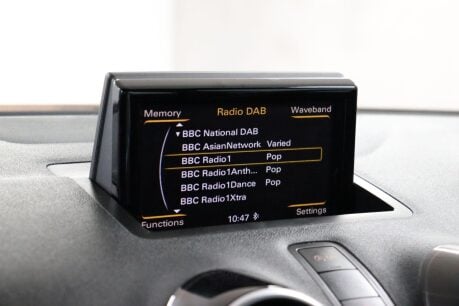 Memory Radio DAB Waveband
BBC National DAB
BBC AsianNetwork Varied
BBC Radio1 Pop
BBC Radio1Anth... Pop
BBC Radio1Dance Pop
BBC Radio1Xtra
Functions 10:47 Settings